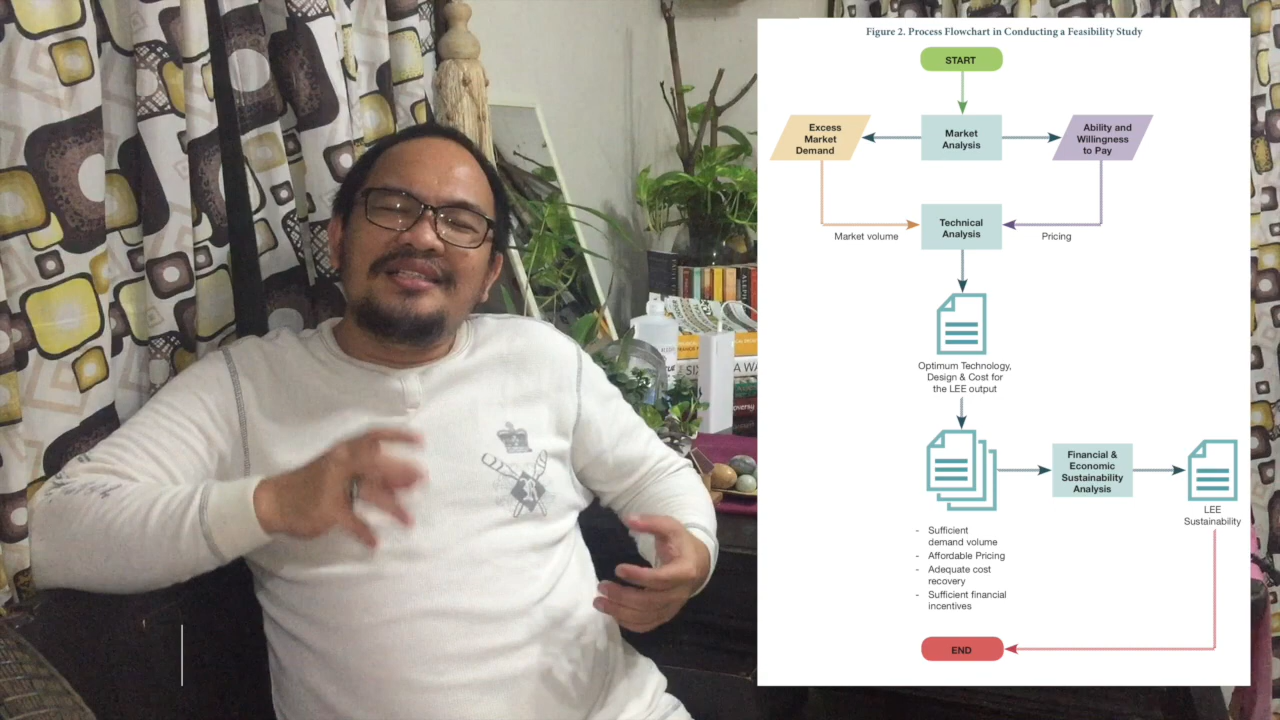 Figure 2. Process Flowchart in Conducting a Feasibility Study
START
Excess
Market
Demand
Market
Analysis
Ability and
Willingness
to Pay
Market volume
Technical
Analysis
Pricing
Optimum Technology,
Design & Cost for
the LEE output
Financial &
Economic
Sustainability
Analysis
LEE
Sustainability
- Sufficient
demand volume
- Affordable Pricing
- Adequate cost
recovery
- Sufficient financial
incentives
END
ALEPH
SIX